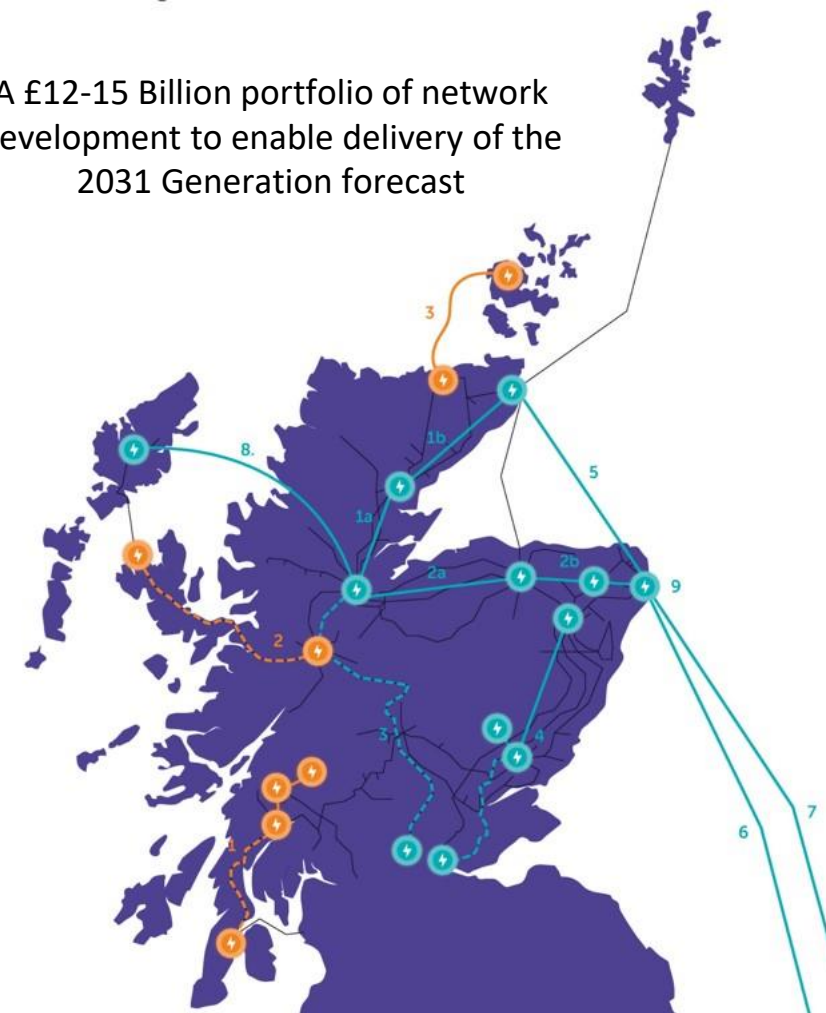 A £12-15 Billion portfolio of network
evelopment to enable delivery of the
2031 Generation forecast
3
1b
8.
5
1a
2a
2b
9
2
3
4
7
6
1